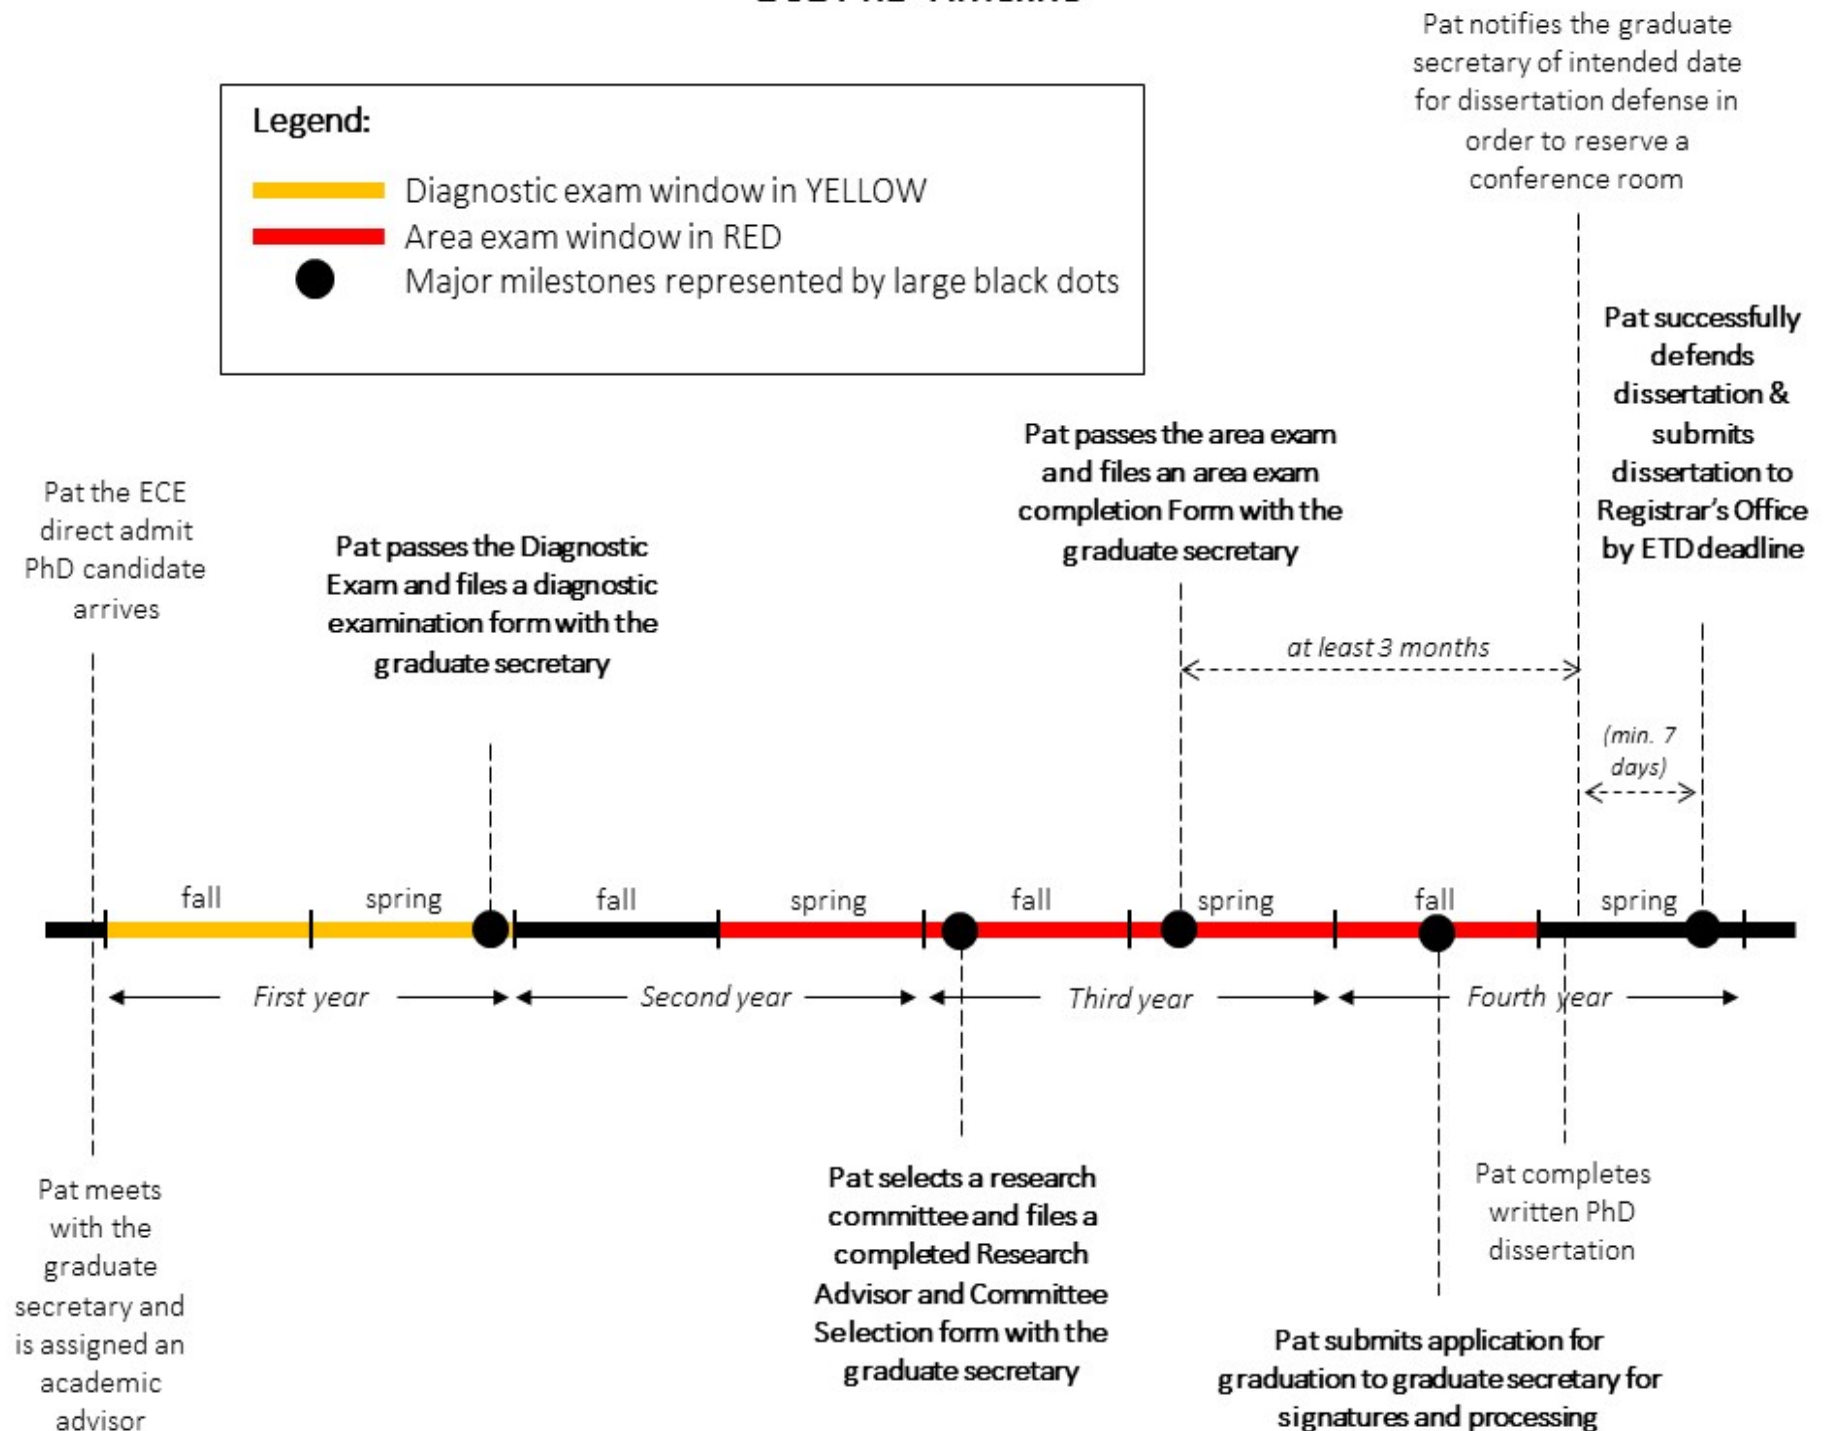 Pat notifies the graduate
secretary of intended date
for dissertation defense in
order to reserve a
conference room
Legend:
Diagnostic exam window in YELLOW
Area exam window in RED
Major milestones represented by large black dots
Pat successfully
defends
dissertation &
submits
dissertation to
Registrar's Office
by ETD deadline
Pat passes the area exam
and files an area exam
completion Form with the
graduate secretary
Pat the ECE
direct admit
PhD candidate
arrives
Pat passes the Diagnostic
Exam and files a diagnostic
examination form with the
graduate secretary
at least 3 months
(min. 7
days)
fall spring fall spring fall spring fall spring
First year Second year Third year Fourth year
Pat meets
with the
graduate
secretary and
is assigned an
academic
advisor
Pat selects a research
committee and files a
completed Research
Advisor and Committee
Selection form with the
graduate secretary
Pat completes
written PhD
dissertation
Pat submits application for
graduation to graduate secretary for
signatures and processing